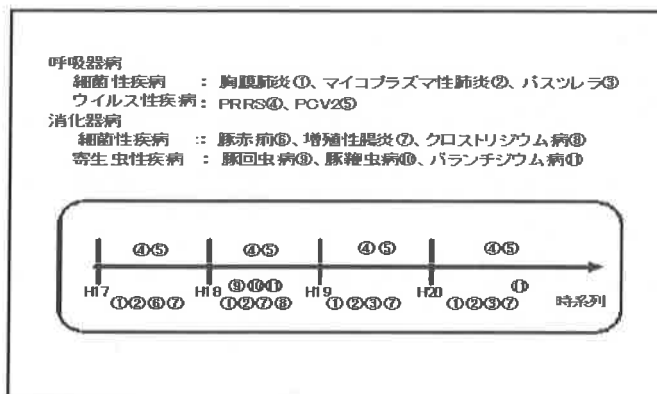 呼吸器病
細菌性疾病 : 胸膜肺炎①、マイコプラズマ性肺炎②、パスツレラ③
ウイルス性疾病: PRRS④、PCV2⑤
消化器病
細菌性疾病 :: 豚赤痢⑥、増殖性腸炎⑦、クロストリジウム病⑧
寄生虫性疾病 : 豚回虫病⑨、豚鞭虫病⑩、バランチジウム病⑪
④⑤ ④⑤ ④⑤ ④⑤
H17 H18 ⑨⑩⑪ H19 H20 ⑪
①②⑥⑦ ①②⑦⑧ ①②③⑦ ①②③⑦ 時系列